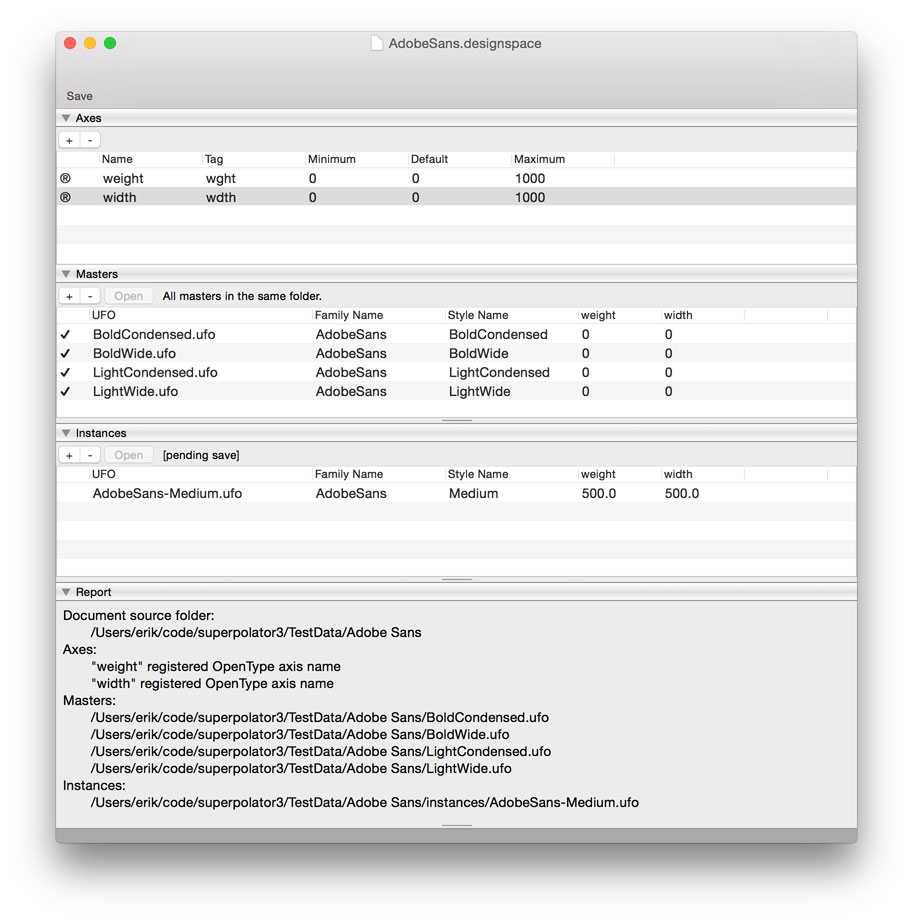 AdobeSans.designspace
Save
Axes
+ -
Name Tag Minimum Default Maximum
® weight wght 0 0 1000
® width wdth 0 0 1000
Masters
+ - Open All masters in the same folder.
UFO Family Name Style Name weight width
✓ BoldCondensed.ufo AdobeSans BoldCondensed 0 0
✓ BoldWide.ufo AdobeSans BoldWide 0 0
✓ LightCondensed.ufo AdobeSans LightCondensed 0 0
✓ LightWide.ufo AdobeSans LightWide 0 0
Instances
+ - Open [pending save]
UFO Family Name Style Name weight width
AdobeSans-Medium.ufo AdobeSans Medium 500.0 500.0
Report
Document source folder:
/Users/erik/code/superpolator3/TestData/Adobe Sans
Axes:
"weight" registered OpenType axis name
"width" registered OpenType axis name
Masters:
/Users/erik/code/superpolator3/TestData/Adobe Sans/BoldCondensed.ufo
/Users/erik/code/superpolator3/TestData/Adobe Sans/BoldWide.ufo
/Users/erik/code/superpolator3/TestData/Adobe Sans/LightCondensed.ufo
/Users/erik/code/superpolator3/TestData/Adobe Sans/LightWide.ufo
Instances:
/Users/erik/code/superpolator3/TestData/Adobe Sans/instances/AdobeSans-Medium.ufo